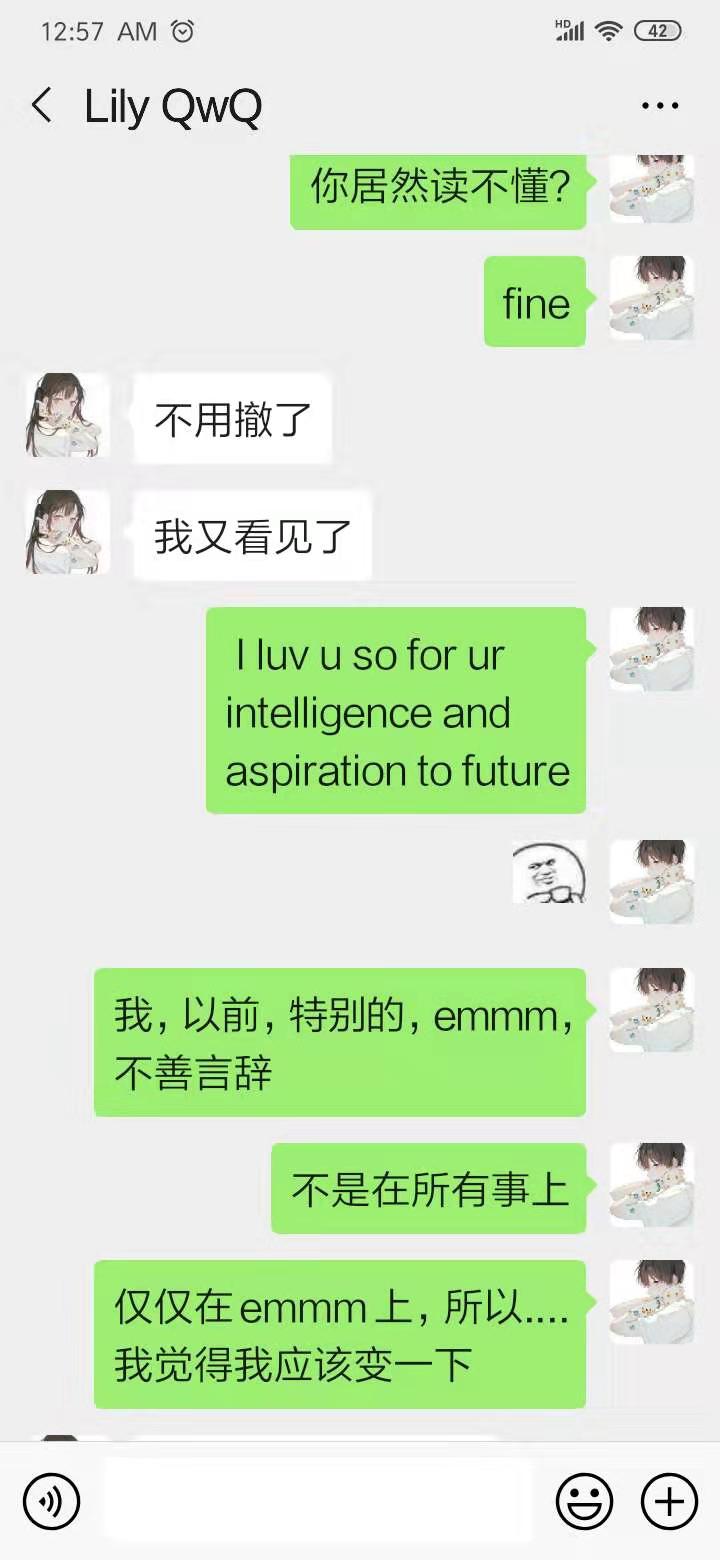 12:57 AM
HD
42
Lily QwQ
你居然读不懂?
fine
不用撤了
我又看见了
I luv u so for ur
intelligence and
aspiration to future
我, 以前, 特别的, emmm,
不善言辞
不是在所有事上
仅仅在emmm上, 所以....
我觉得我应该变一下